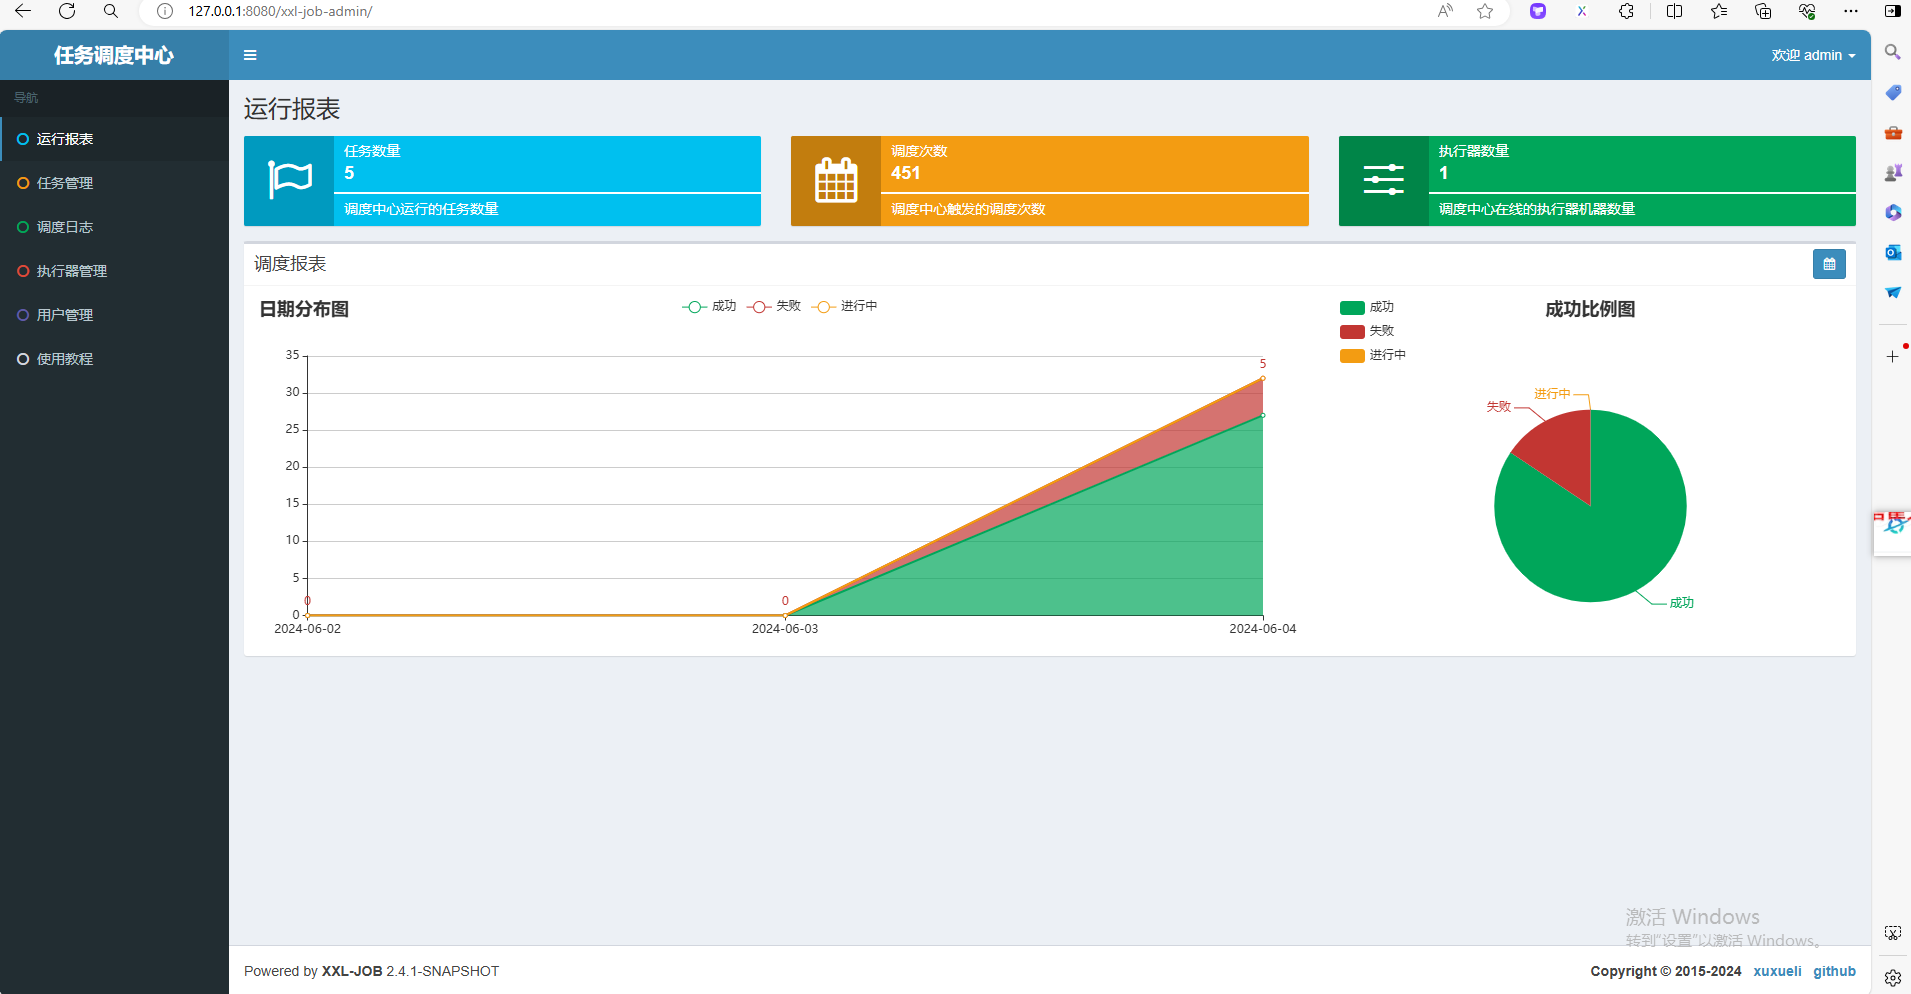 127.0.0.1:8080/xxl-job-admin/
任务调度中心
欢迎 admin
导航
运行报表
任务管理
调度日志
执行器管理
用户管理
使用教程
运行报表
任务数量
5
调度中心运行的任务数量
调度次数
451
调度中心触发的调度次数
执行器数量
1
调度中心在线的执行器机器数量
调度报表
日期分布图
成功 失败 进行中
35
30
25
20
15
10
5
0
0
0
5
2024-06-02
2024-06-03
2024-06-04
成功
失败
进行中
成功比例图
进行中
失败
成功
激活 Windows
转到"设置"以激活 Windows。
Powered by XXL-JOB 2.4.1-SNAPSHOT
Copyright © 2015-2024 xuxueli github